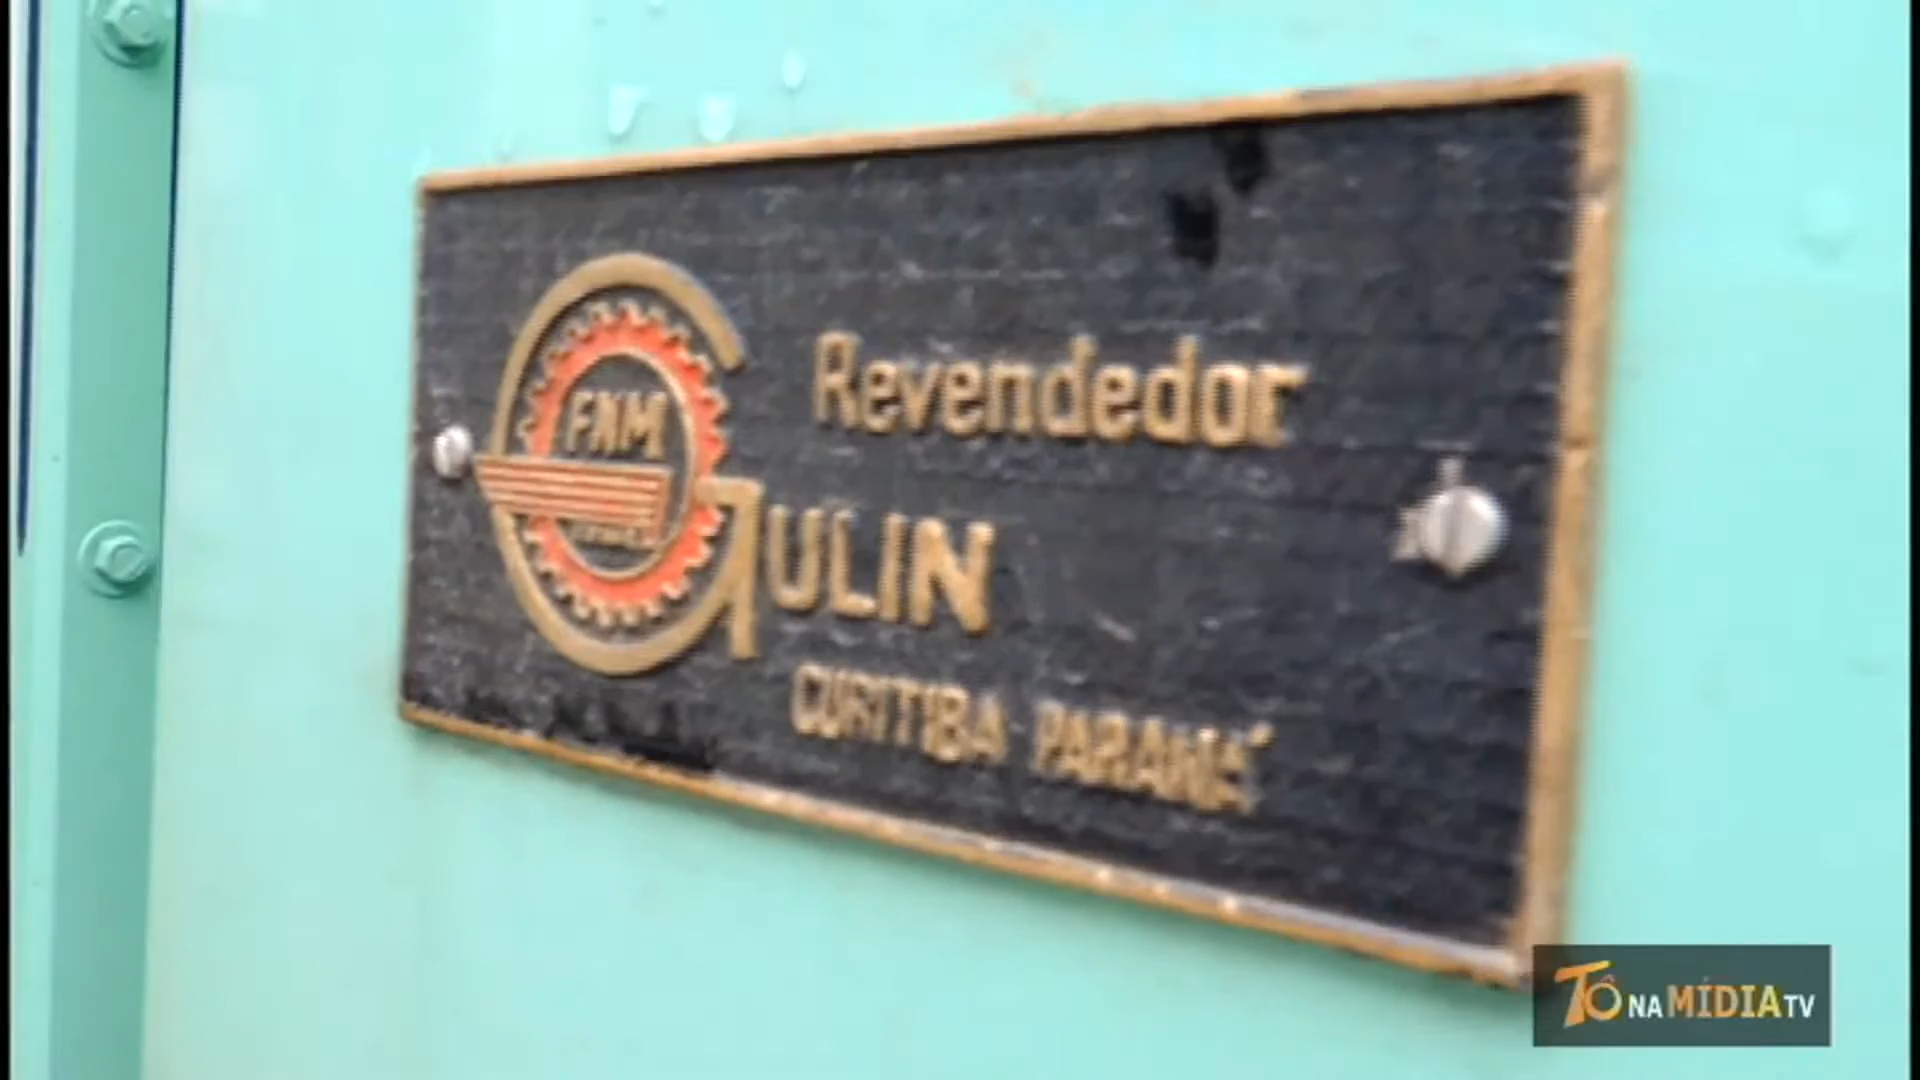 FNM
Revendedor
GULIN
CURITIBA PARANÁ
TÔ NA MÍDIA TV